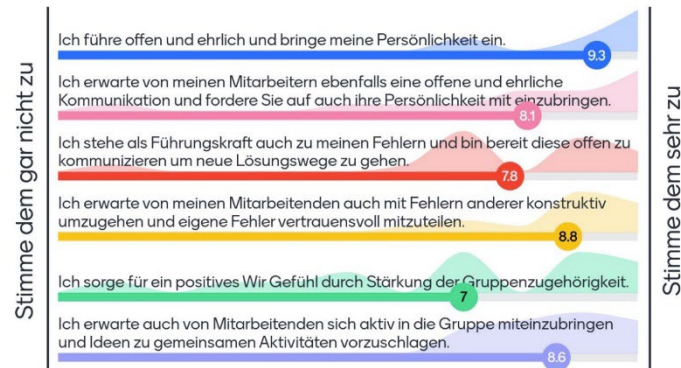 Stimme dem gar nicht zu
Ich führe offen und ehrlich und bringe meine Persönlichkeit ein.
9.3
Ich erwarte von meinen Mitarbeitern ebenfalls eine offene und ehrliche
Kommunikation und fordere Sie auf auch ihre Persönlichkeit mit einzubringen.
8.1
Ich stehe als Führungskraft auch zu meinen Fehlern und bin bereit diese offen zu
kommunizieren um neue Lösungswege zu gehen.
7.8
Ich erwarte von meinen Mitarbeitenden auch mit Fehlern anderer konstruktiv
umzugehen und eigene Fehler vertrauensvoll mitzuteilen.
8.8
Ich sorge für ein positives Wir Gefühl durch Stärkung der Gruppenzugehörigkeit.
7
Ich erwarte auch von Mitarbeitenden sich aktiv in die Gruppe miteinzubringen
und Ideen zu gemeinsamen Aktivitäten vorzuschlagen.
8.6
Stimme dem sehr zu